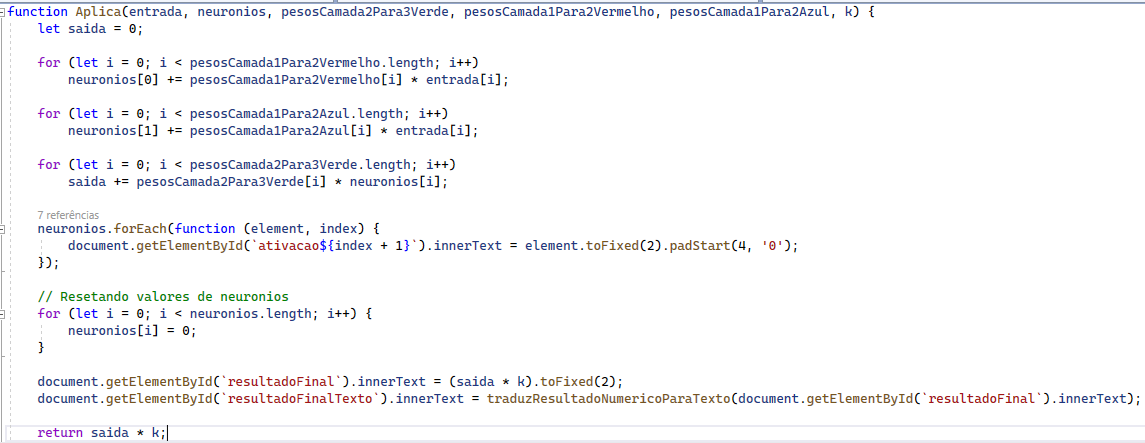 function Aplica(entrada, neuronios, pesosCamada2Para3Verde, pesosCamada1Para2Vermelho, pesosCamada1Para2Azul, k) {
    let saida = 0;

    for (let i = 0; i < pesosCamada1Para2Vermelho.length; i++)
        neuronios[0] += pesosCamada1Para2Vermelho[i] * entrada[i];

    for (let i = 0; i < pesosCamada1Para2Azul.length; i++)
        neuronios[1] += pesosCamada1Para2Azul[i] * entrada[i];

    for (let i = 0; i < pesosCamada2Para3Verde.length; i++)
        saida += pesosCamada2Para3Verde[i] * neuronios[i];

    7 referências
    neuronios.forEach(function (element, index) {
        document.getElementById(`ativacao${index + 1}`).innerText = element.toFixed(2).padStart(4, '0');
    });

    // Resetando valores de neuronios
    for (let i = 0; i < neuronios.length; i++) {
        neuronios[i] = 0;
    }

    document.getElementById(`resultadoFinal`).innerText = (saida * k).toFixed(2);
    document.getElementById(`resultadoFinalTexto`).innerText = traduzResultadoNumericoParaTexto(document.getElementById(`resultadoFinal`).innerText);

    return saida * k;